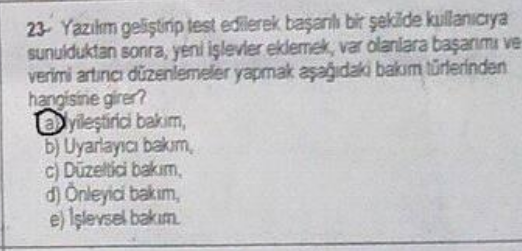 23- Yazılım geliştirip test edilerek başarılı bir şekilde kullanıcıya
sunulduktan sonra, yeni işlevler eklemek, var olanlara başarımı ve
verimi artırıcı düzenlemeler yapmak aşağıdaki bakım türlerinden
hangisine girer?
a) İyileştirici bakım,
b) Uyarlayıcı bakım,
c) Düzeltici bakım,
d) Önleyici bakım,
e) İşlevsel bakım.